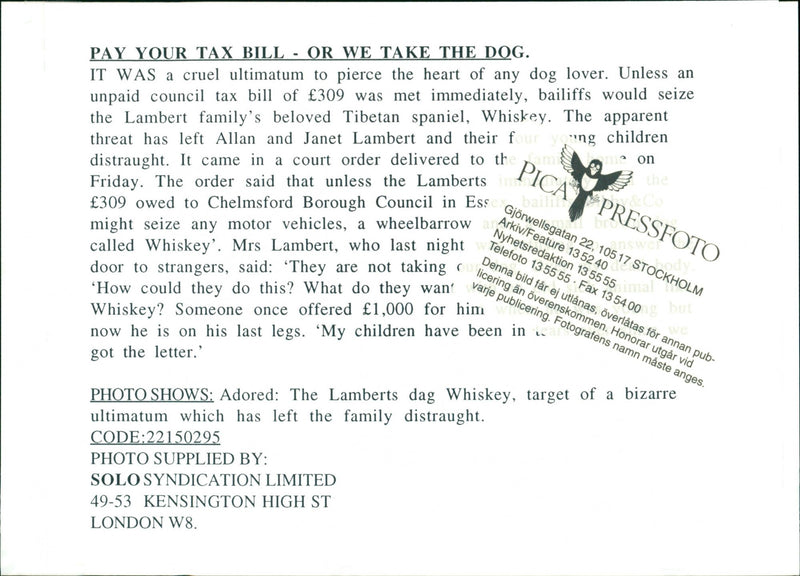 PAY YOUR TAX BILL - OR WE TAKE THE DOG.
IT WAS a cruel ultimatum to pierce the heart of any dog lover. Unless an
unpaid council tax bill of £309 was met immediately, bailiffs would seize
the Lambert family's beloved Tibetan spaniel, Whiskey. The apparent
threat has left Allan and Janet Lambert and their four young children
distraught. It came in a court order delivered to the family home on
Friday. The order said that unless the Lamberts the
£309 owed to Chelmsford Borough Council in Essex, bailiffs &Co
might seize any motor vehicles, a wheelbarrow
called Whiskey'. Mrs Lambert, who last night answer
door to strangers, said: 'They are not taking body.
'How could they do this? What do they want
Whiskey? Someone once offered £1,000 for him but
now he is on his last legs. 'My children have been in we
got the letter.'
PICA PRESSFOTO
Gjörwellsgatan 22, 105 17 STOCKHOLM
Arkiv/Feature 13 52 40
Nyhetsredaktion 13 55 55
Telefoto 13 55 55 · Fax 13 54 00
Denna bild får ej utlånas, överlåtas för annan pub-
licering än överenskommen. Honorar utgår vid
varje publicering. Fotografens namn måste anges.
PHOTO SHOWS: Adored: The Lamberts dag Whiskey, target of a bizarre
ultimatum which has left the family distraught.
CODE:22150295
PHOTO SUPPLIED BY:
SOLO SYNDICATION LIMITED
49-53 KENSINGTON HIGH ST
LONDON W8.